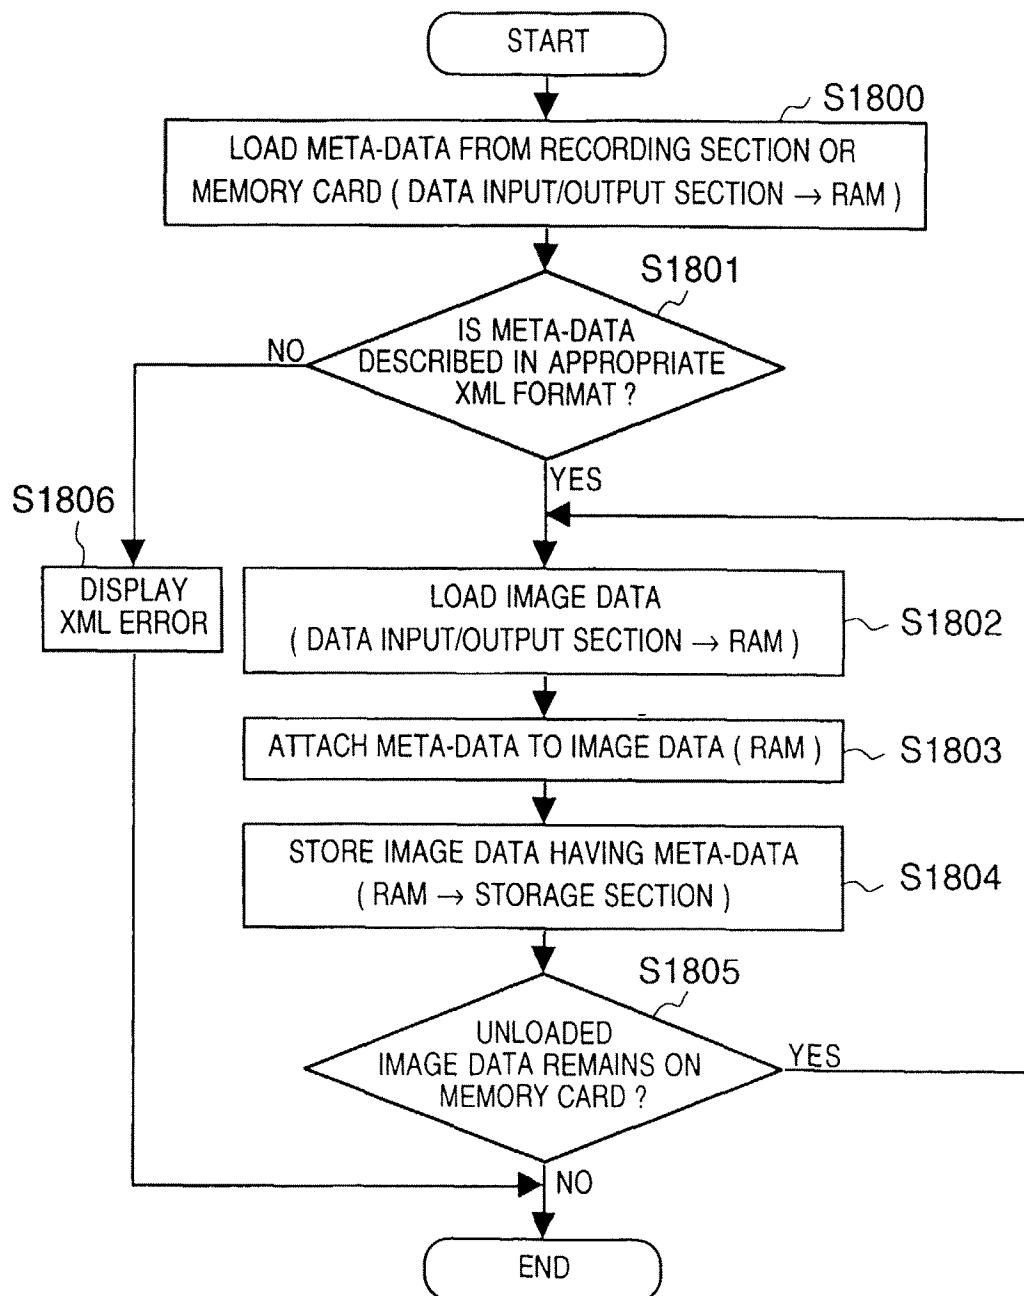 START
S1800
LOAD META-DATA FROM RECORDING SECTION OR
MEMORY CARD ( DATA INPUT/OUTPUT SECTION → RAM )
S1801
IS META-DATA
DESCRIBED IN APPROPRIATE
XML FORMAT ?
NO
YES
S1806
DISPLAY
XML ERROR
LOAD IMAGE DATA
( DATA INPUT/OUTPUT SECTION → RAM )
S1802
ATTACH META-DATA TO IMAGE DATA ( RAM )
S1803
STORE IMAGE DATA HAVING META-DATA
( RAM → STORAGE SECTION )
S1804
S1805
UNLOADED
IMAGE DATA REMAINS ON
MEMORY CARD ?
YES
NO
END